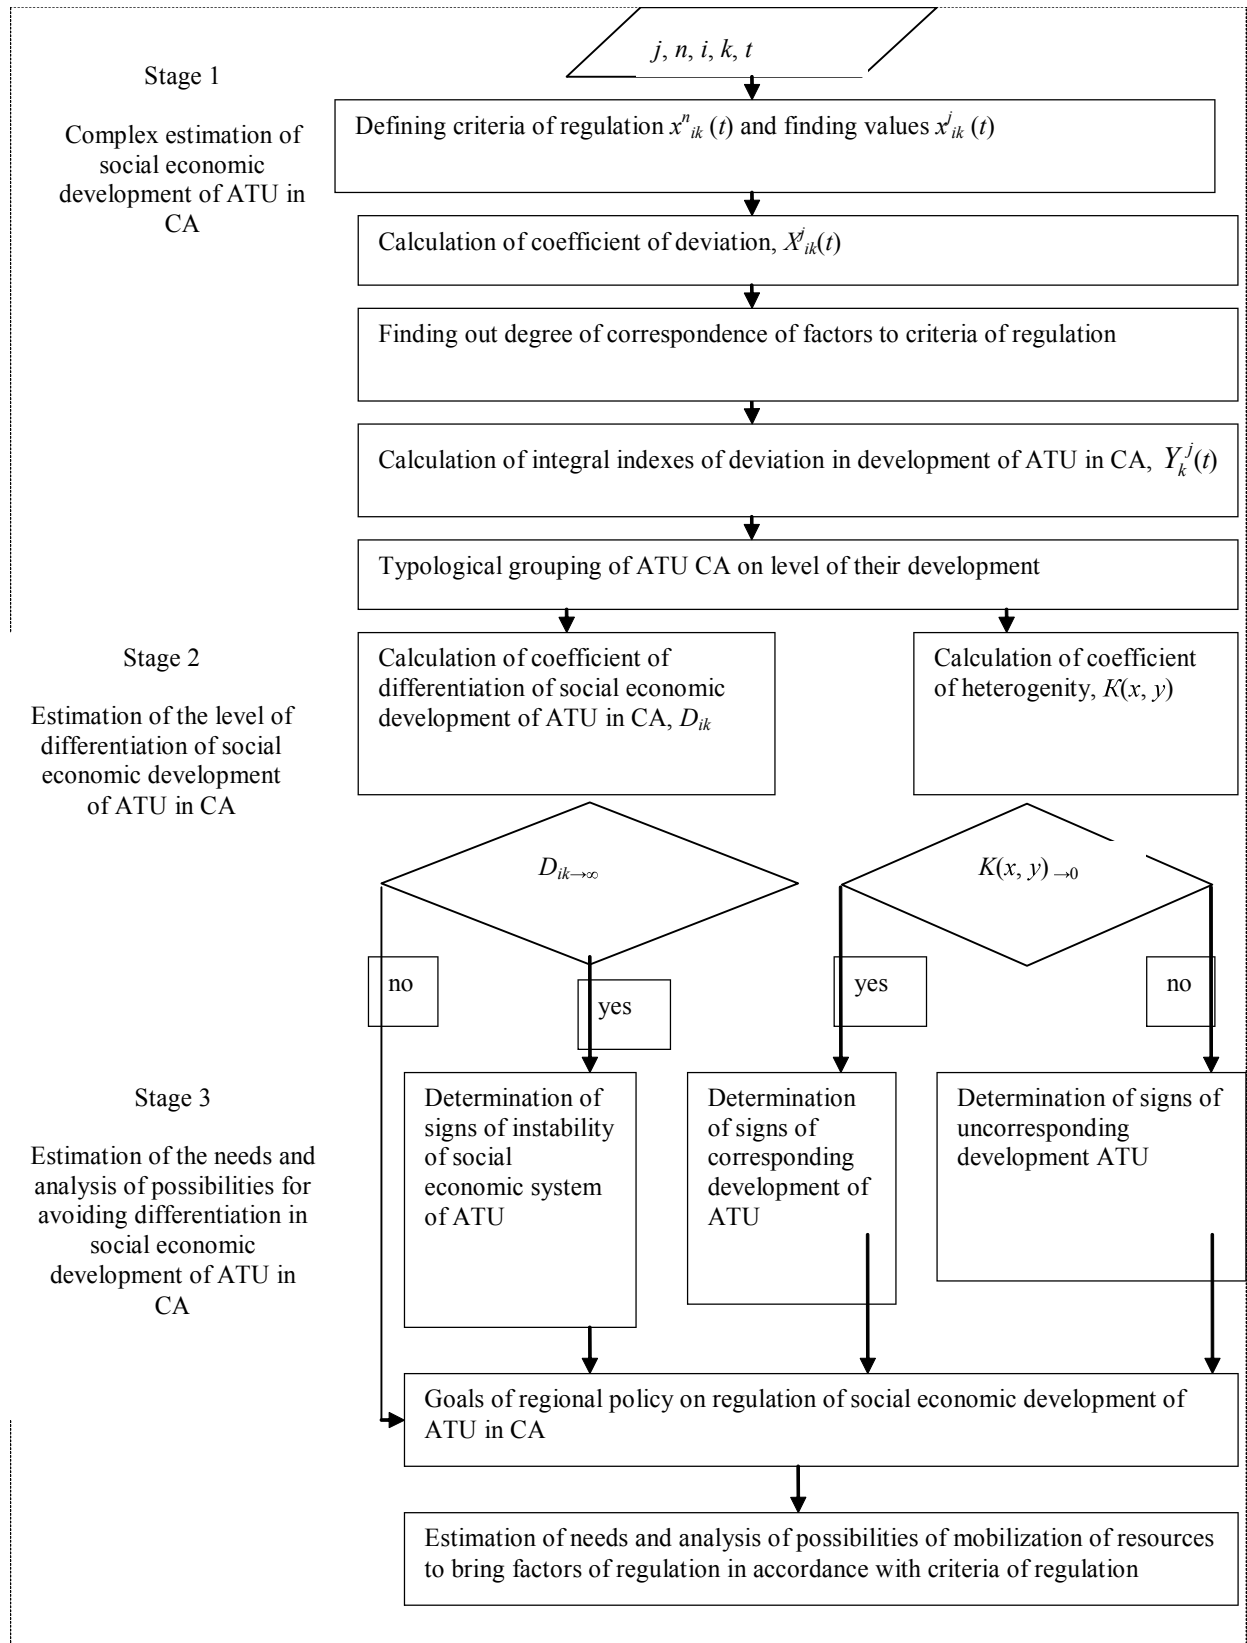 j, n, i, k, t
Stage 1
Complex estimation of
social economic
development of ATU in
CA
Defining criteria of regulation xⁿᵢₖ (t) and finding values xʲᵢₖ (t)
Calculation of coefficient of deviation, Xʲᵢₖ(t)
Finding out degree of correspondence of factors to criteria of regulation
Calculation of integral indexes of deviation in development of ATU in CA, Yₖʲ(t)
Typological grouping of ATU CA on level of their development
Stage 2
Estimation of the level of
differentiation of social
economic development
of ATU in CA
Calculation of coefficient of
differentiation of social economic
development of ATU in CA, Dᵢₖ
Calculation of coefficient
of heterogenity, K(x, y)
Dᵢₖ→∞
K(x, y) →0
no
yes
yes
no
Stage 3
Estimation of the needs and
analysis of possibilities for
avoiding differentiation in
social economic
development of ATU in
CA
Determination of
signs of instability
of social
economic system
of ATU
Determination
of signs of
corresponding
development of
ATU
Determination of signs of
uncorresponding
development ATU
Goals of regional policy on regulation of social economic development of
ATU in CA
Estimation of needs and analysis of possibilities of mobilization of resources
to bring factors of regulation in accordance with criteria of regulation